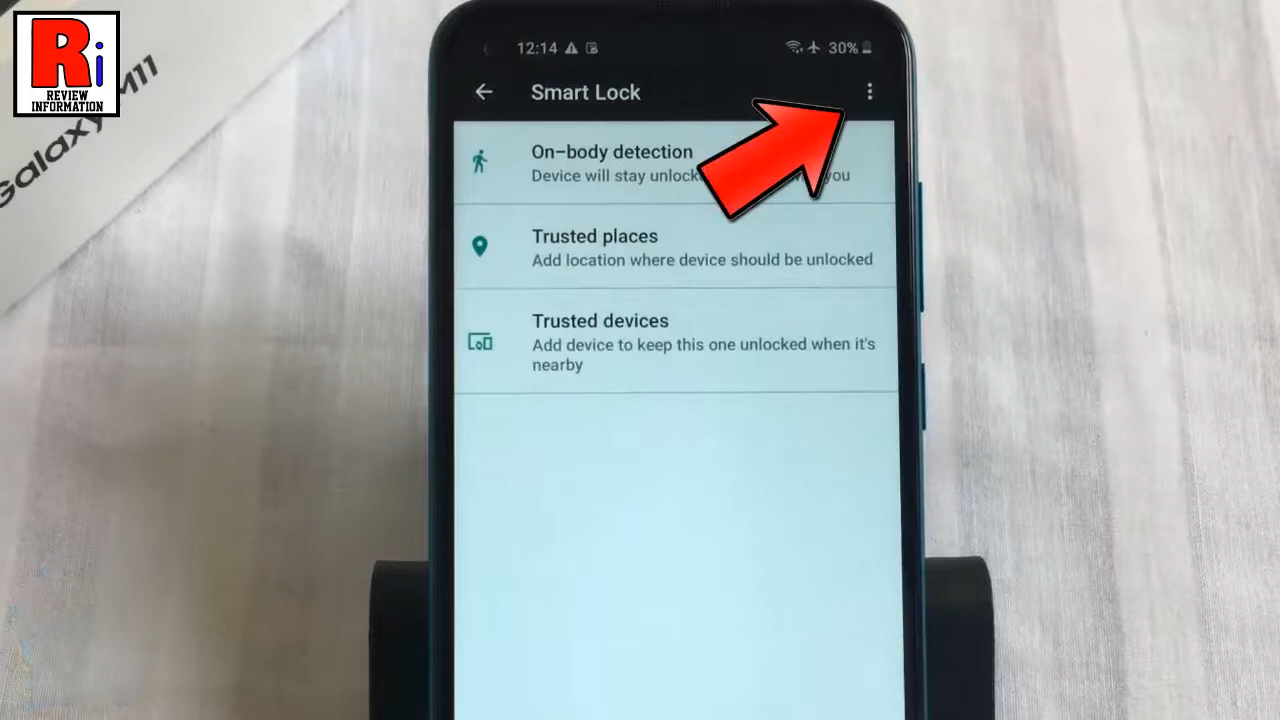 Ri
REVIEW
INFORMATION
Galaxy M11
12:14
30%
Smart Lock
On-body detection
Device will stay unlock you
Trusted places
Add location where device should be unlocked
Trusted devices
Add device to keep this one unlocked when it's
nearby